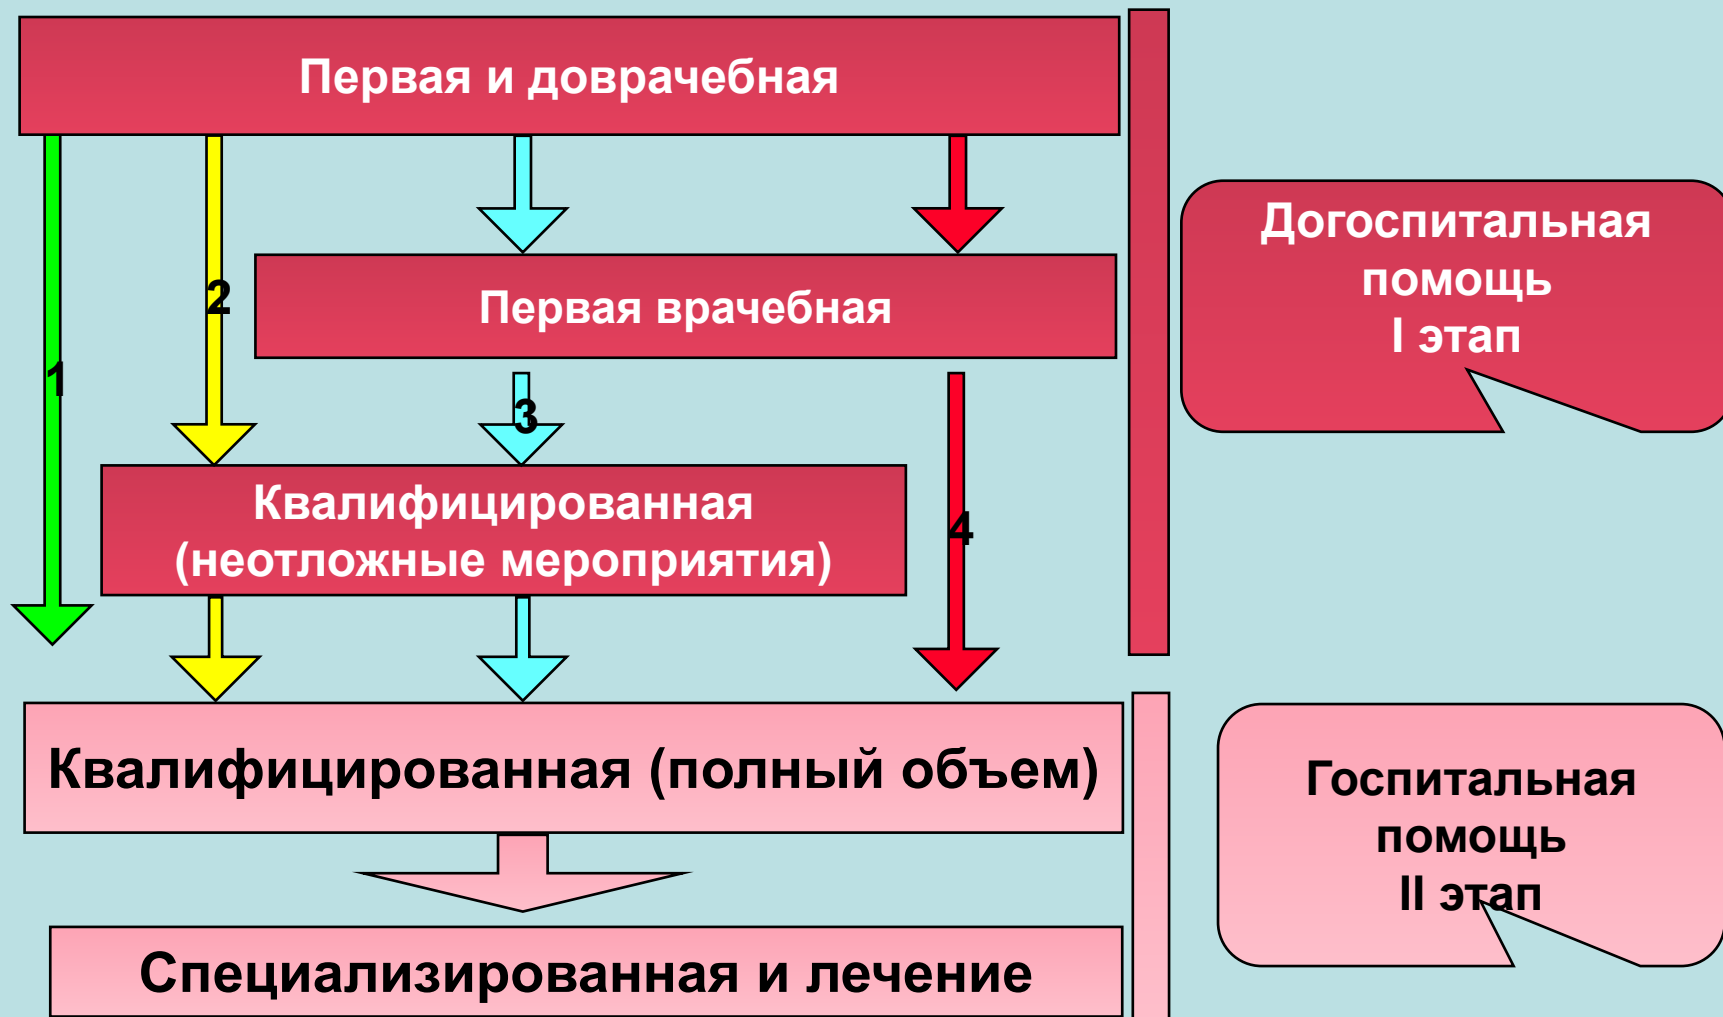 Первая и доврачебная
Догоспитальная
помощь
I этап
2
Первая врачебная
1
3
Квалифицированная
(неотложные мероприятия)
4
Квалифицированная (полный объем)
Госпитальная
помощь
II этап
Специализированная и лечение